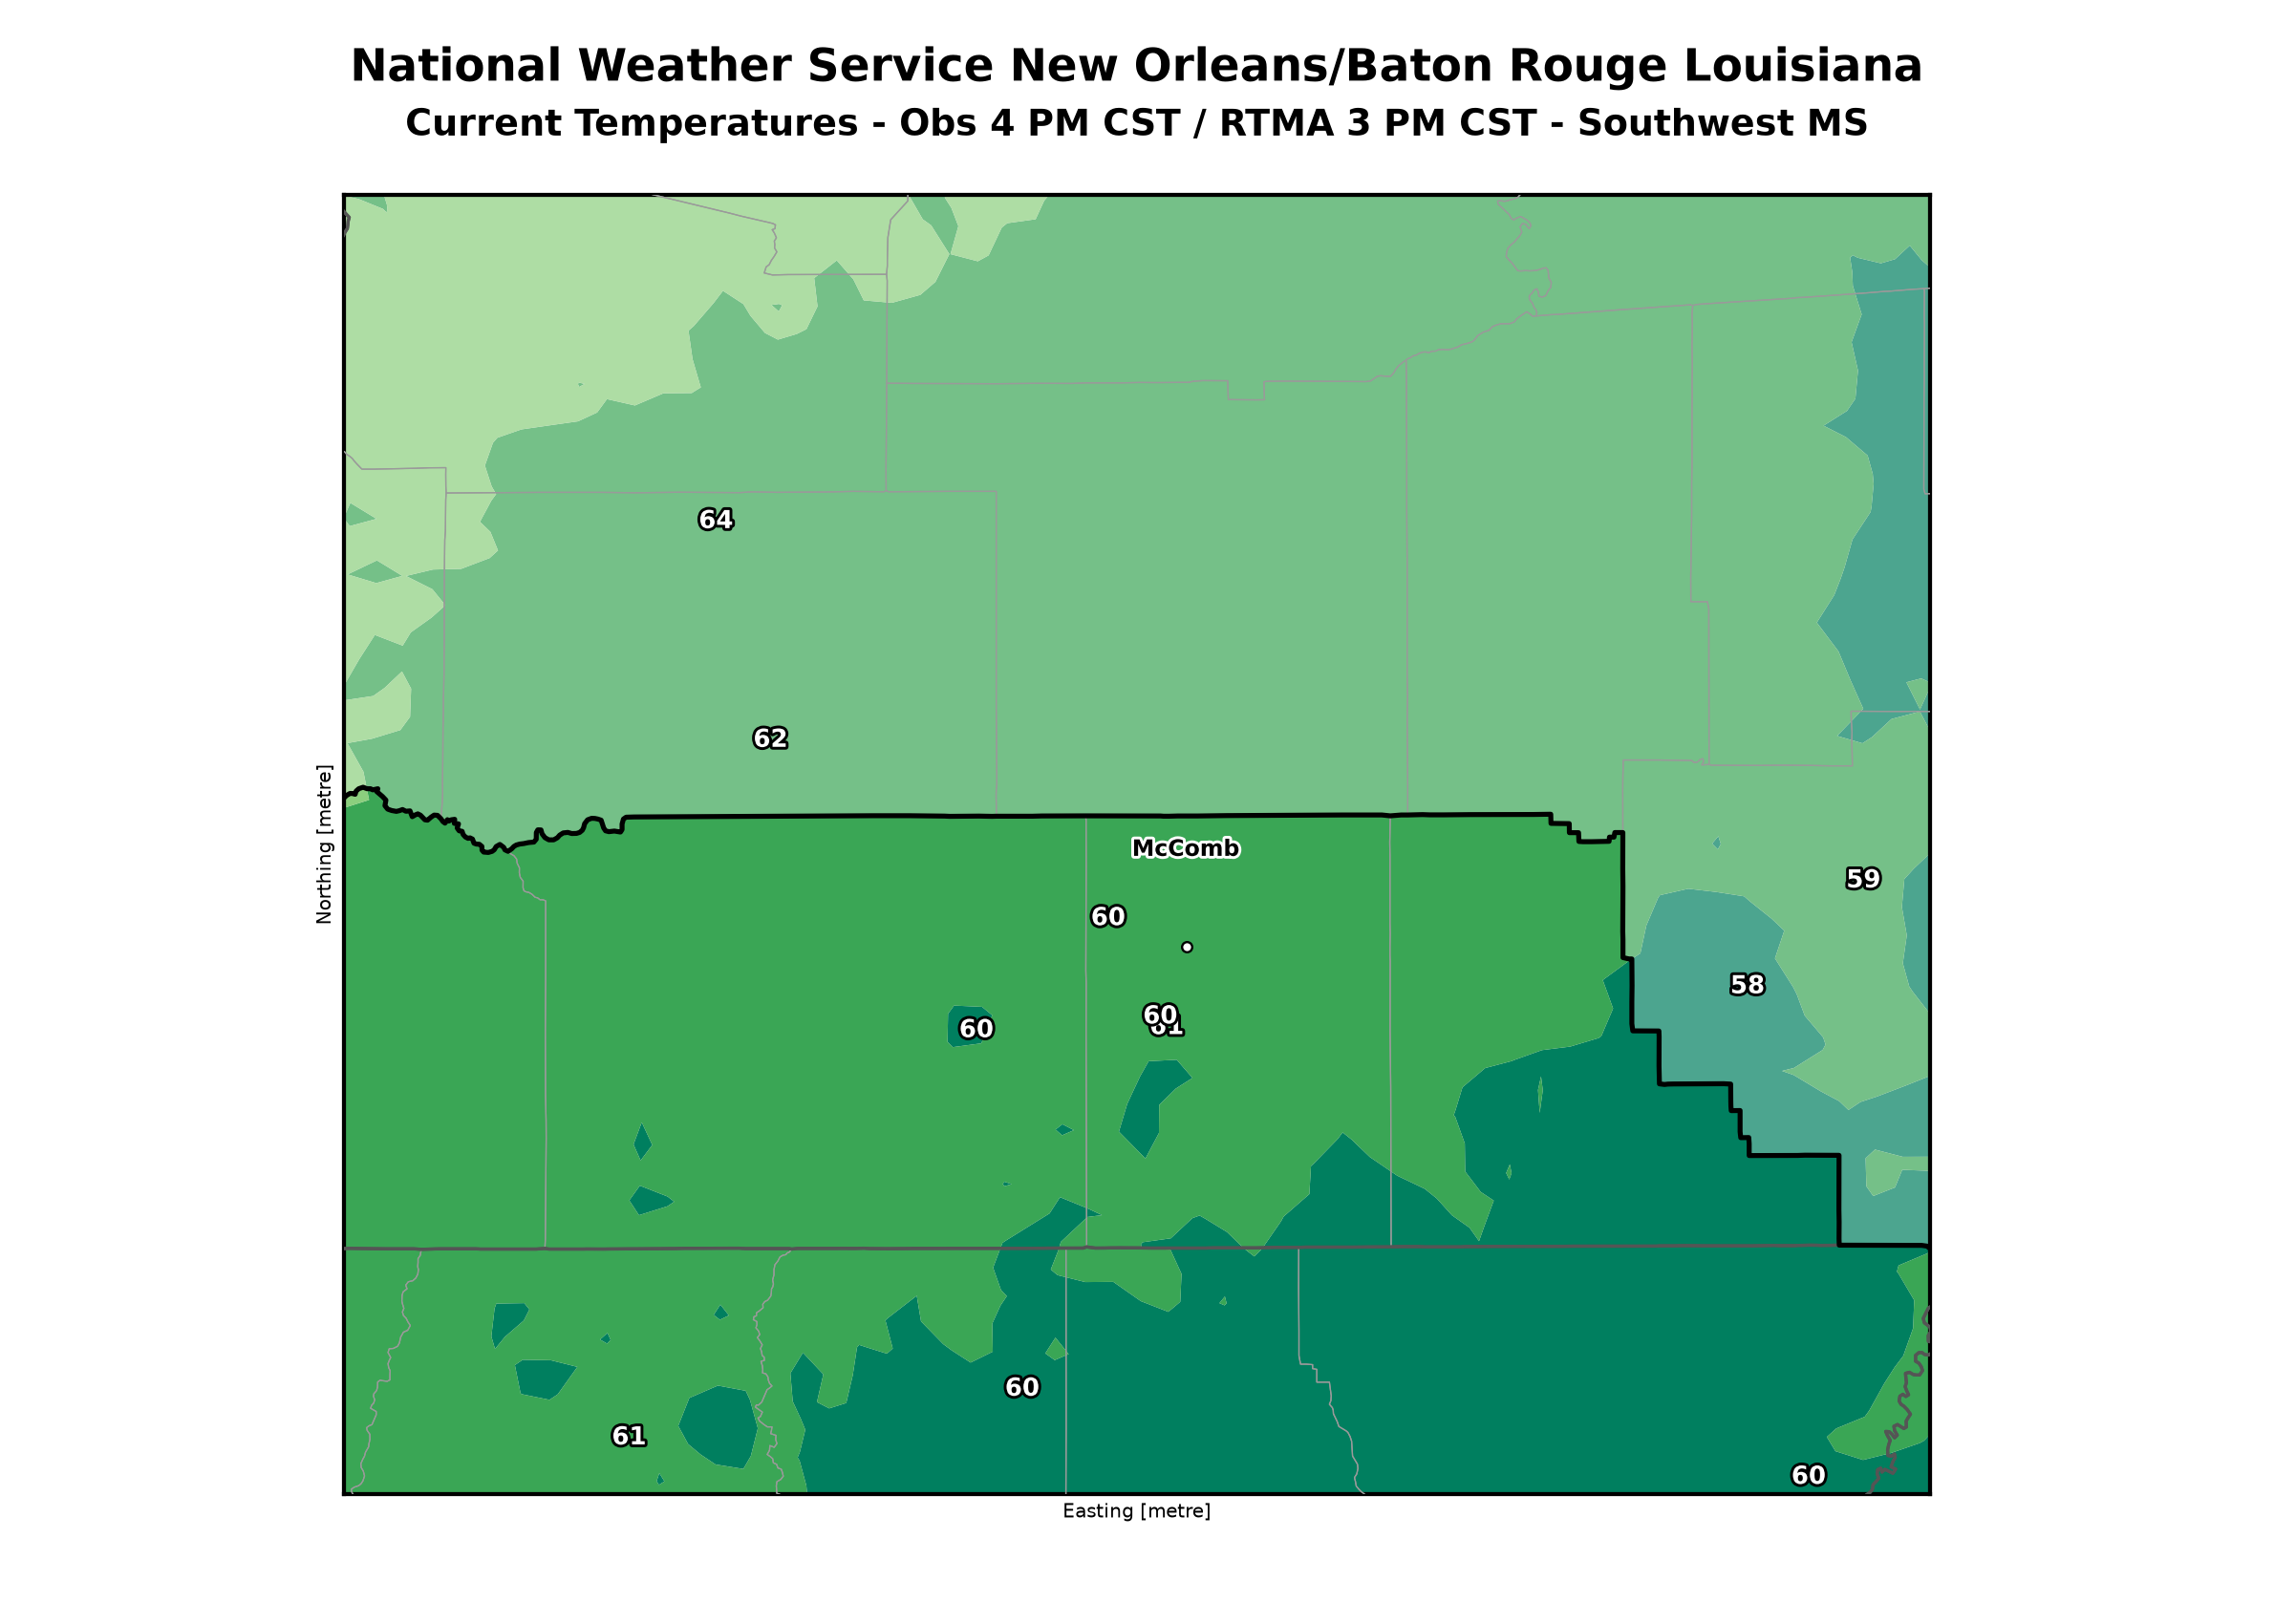 National Weather Service New Orleans/Baton Rouge Louisiana
Current Temperatures - Obs 4 PM CST / RTMA 3 PM CST - Southwest MS
64
62
McComb
59
60
58
60
61
60
60
61
60
Northing [metre]
Easting [metre]